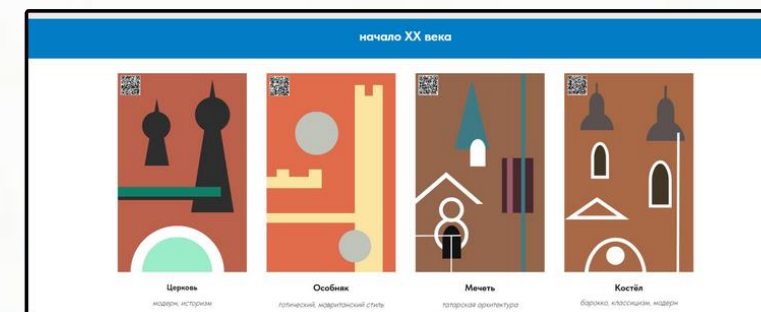 начало XX века
Церковь
модерн, историзм
Особняк
готический, мавританский стиль
Мечеть
татарская архитектура
Костёл
барокко, классицизм, модерн